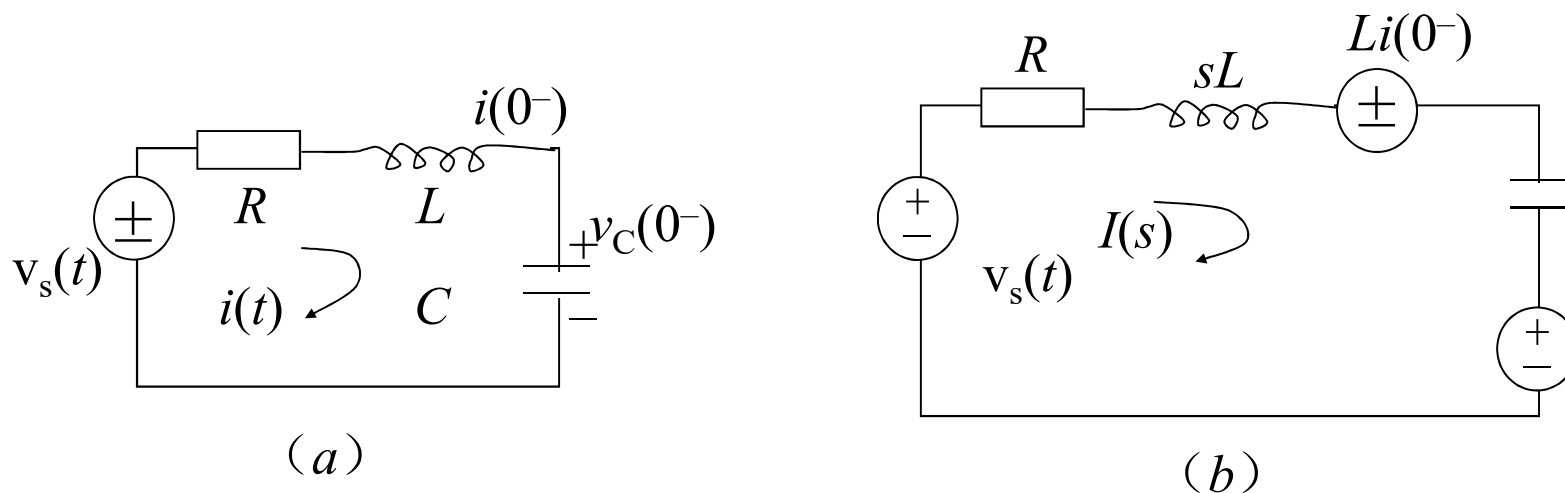 i(0⁻)
R
L
+
v_C(0⁻)
±
v_s(t)
i(t)
C
−
（a）
Li(0⁻)
R
sL
±
+
−
I(s)
v_s(t)
+
−
（b）